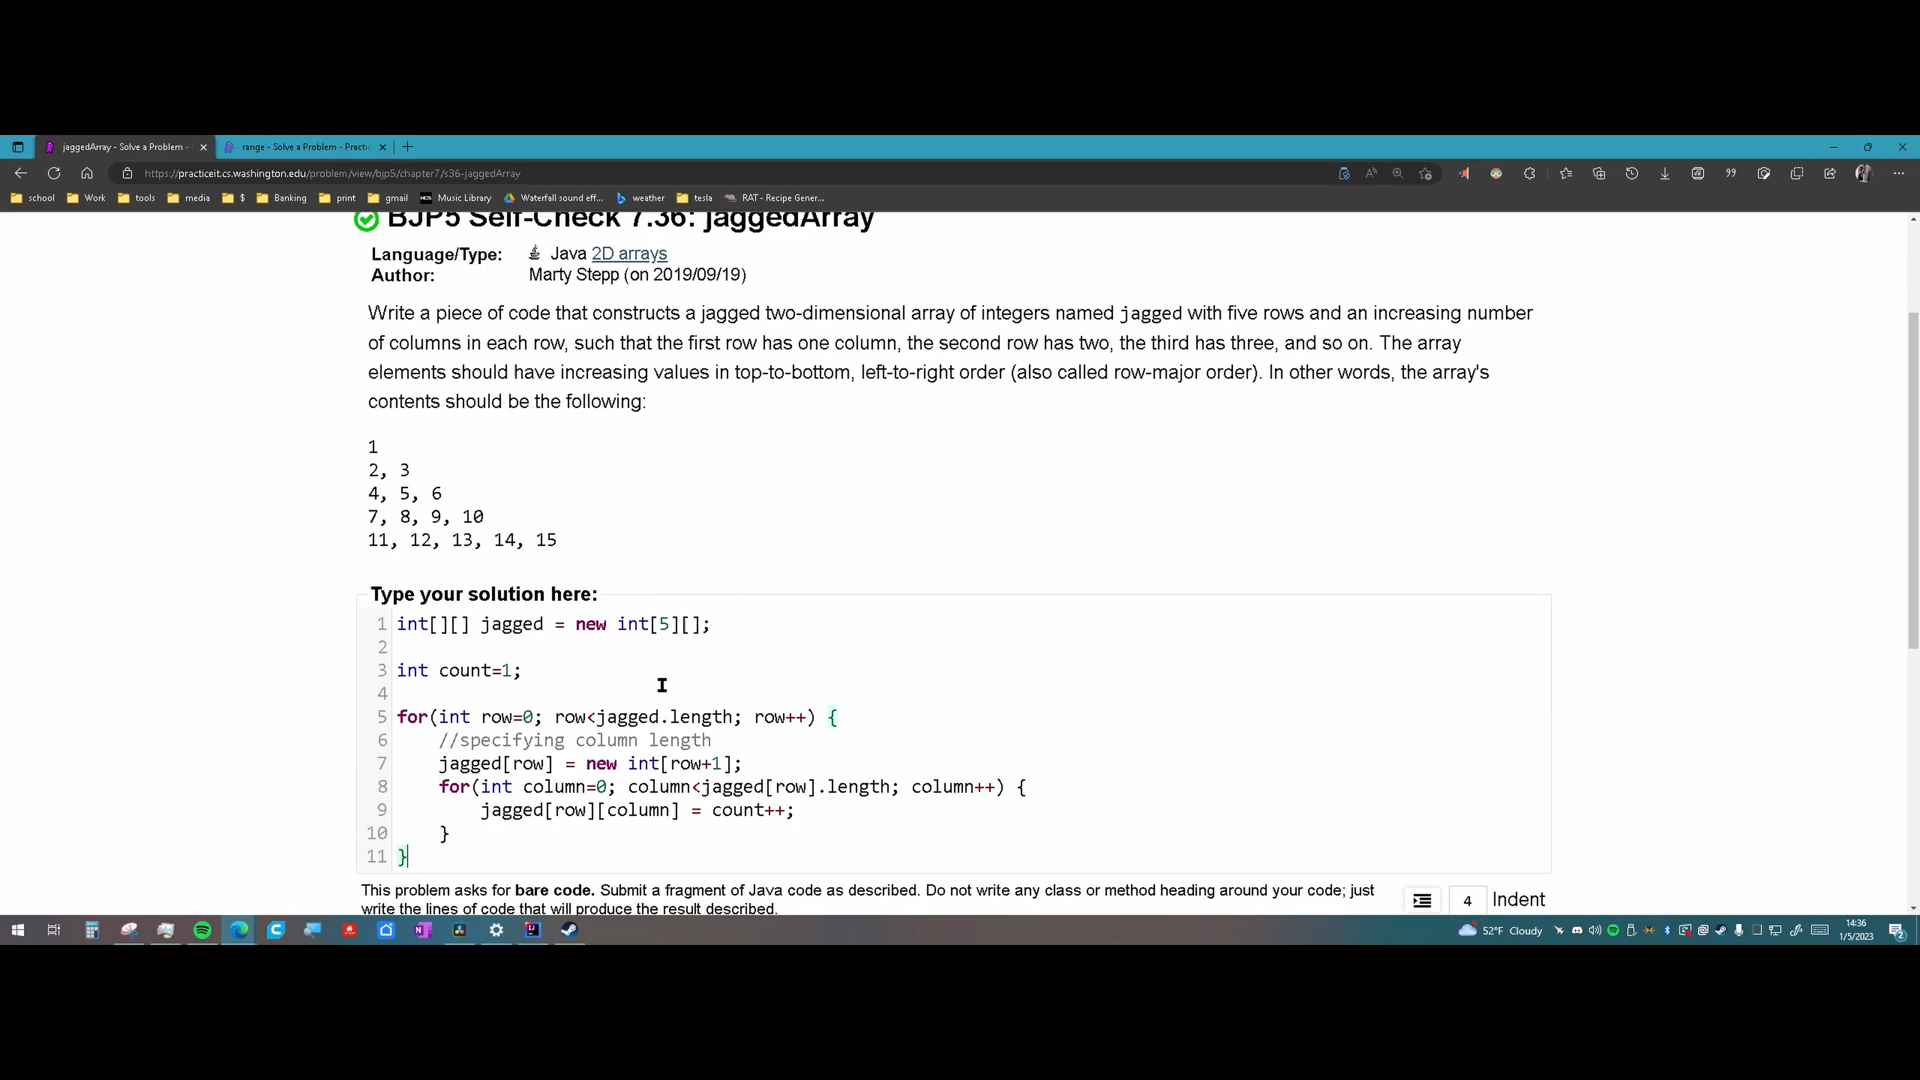 jaggedArray - Solve a Problem -
range - Solve a Problem - Practi
https://practiceit.cs.washington.edu/problem/view/bjp5/chapter7/s36-jaggedArray
school Work tools media $ Banking print gmail Music Library Waterfall sound eff... weather tesla RAT - Recipe Gener...
BJP5 Self-Check 7.36: jaggedArray
Language/Type: Java 2D arrays
Author: Marty Stepp (on 2019/09/19)
Write a piece of code that constructs a jagged two-dimensional array of integers named jagged with five rows and an increasing number
of columns in each row, such that the first row has one column, the second row has two, the third has three, and so on. The array
elements should have increasing values in top-to-bottom, left-to-right order (also called row-major order). In other words, the array's
contents should be the following:
1
2, 3
4, 5, 6
7, 8, 9, 10
11, 12, 13, 14, 15
Type your solution here:
1 int[][] jagged = new int[5][];
2
3 int count=1;
4
5 for(int row=0; row<jagged.length; row++) {
6 //specifying column length
7 jagged[row] = new int[row+1];
8 for(int column=0; column<jagged[row].length; column++) {
9 jagged[row][column] = count++;
10 }
11 }
This problem asks for bare code. Submit a fragment of Java code as described. Do not write any class or method heading around your code; just
write the lines of code that will produce the result described.
4 Indent
52°F Cloudy
14:36
1/5/2023